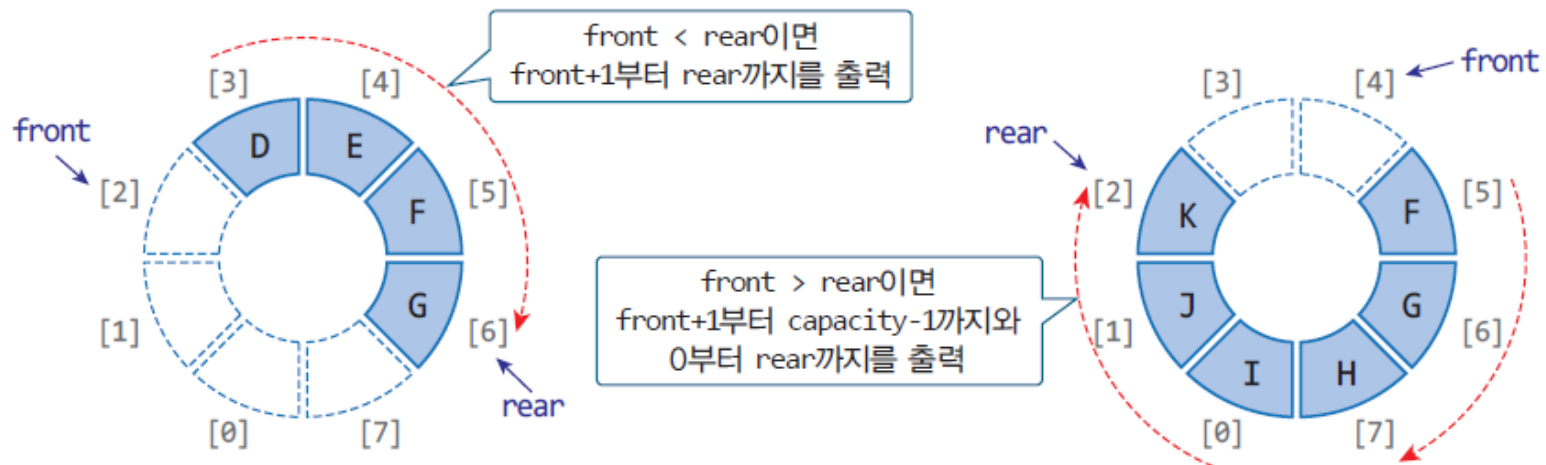 front < rear이면
front+1부터 rear까지를 출력
[3]
[4]
front
[2]
D
E
F
[5]
G
[1]
[6]
rear
[0]
[7]
[3]
[4]
front
rear
[2]
K
F
[5]
front > rear이면
front+1부터 capacity-1까지와
0부터 rear까지를 출력
[1]
J
G
[6]
I
H
[0]
[7]